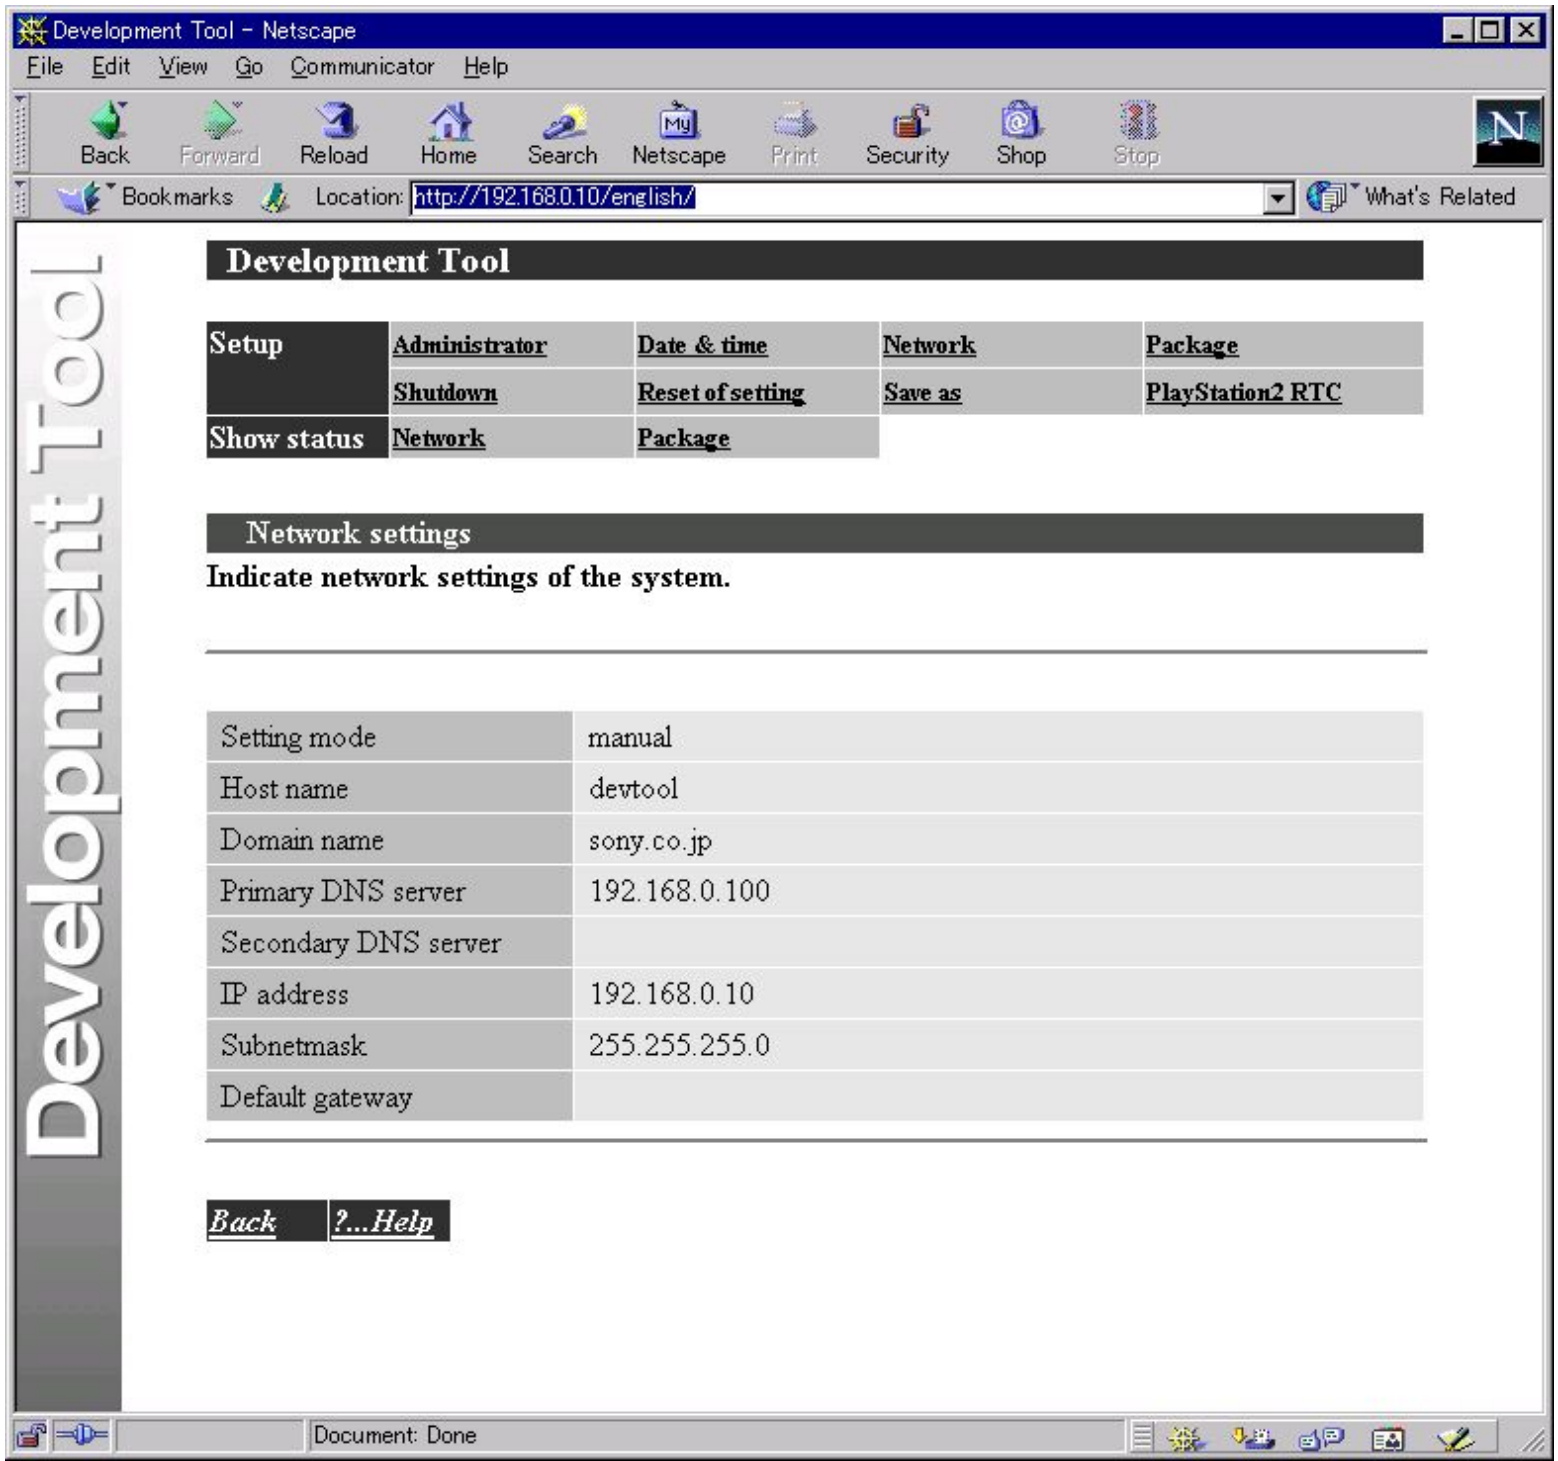 Development Tool - Netscape
File Edit View Go Communicator Help
My
Back Forward Reload Home Search Netscape Print Security Shop Stop
N
Bookmarks Location: http://192.168.0.10/english/ What's Related
Development Tool
Development Tool
Setup Administrator Date & time Network Package
Shutdown Reset of setting Save as PlayStation2 RTC
Show status Network Package
Network settings
Indicate network settings of the system.
Setting mode manual
Host name devtool
Domain name sony.co.jp
Primary DNS server 192.168.0.100
Secondary DNS server
IP address 192.168.0.10
Subnetmask 255.255.255.0
Default gateway
Back ?...Help
Document: Done